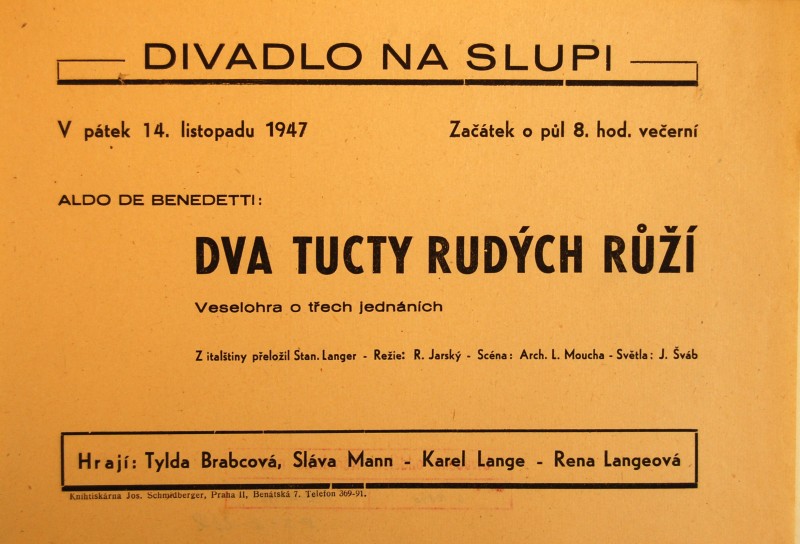 DIVADLO NA SLUPI
V pátek 14. listopadu 1947 Začátek o půl 8. hod. večerní
ALDO DE BENEDETTI:
DVA TUCTY RUDÝCH RŮŽÍ
Veselohra o třech jednáních
Z italštiny přeložil Stan. Langer - Režie: R. Jarský - Scéna: Arch. L. Moucha - Světla: J. Šváb
Hrají: Tylda Brabcová, Sláva Mann - Karel Lange - Rena Langeová
Knihtiskárna Jos. Schmidberger, Praha II, Benátská 7. Telefon 369-91.